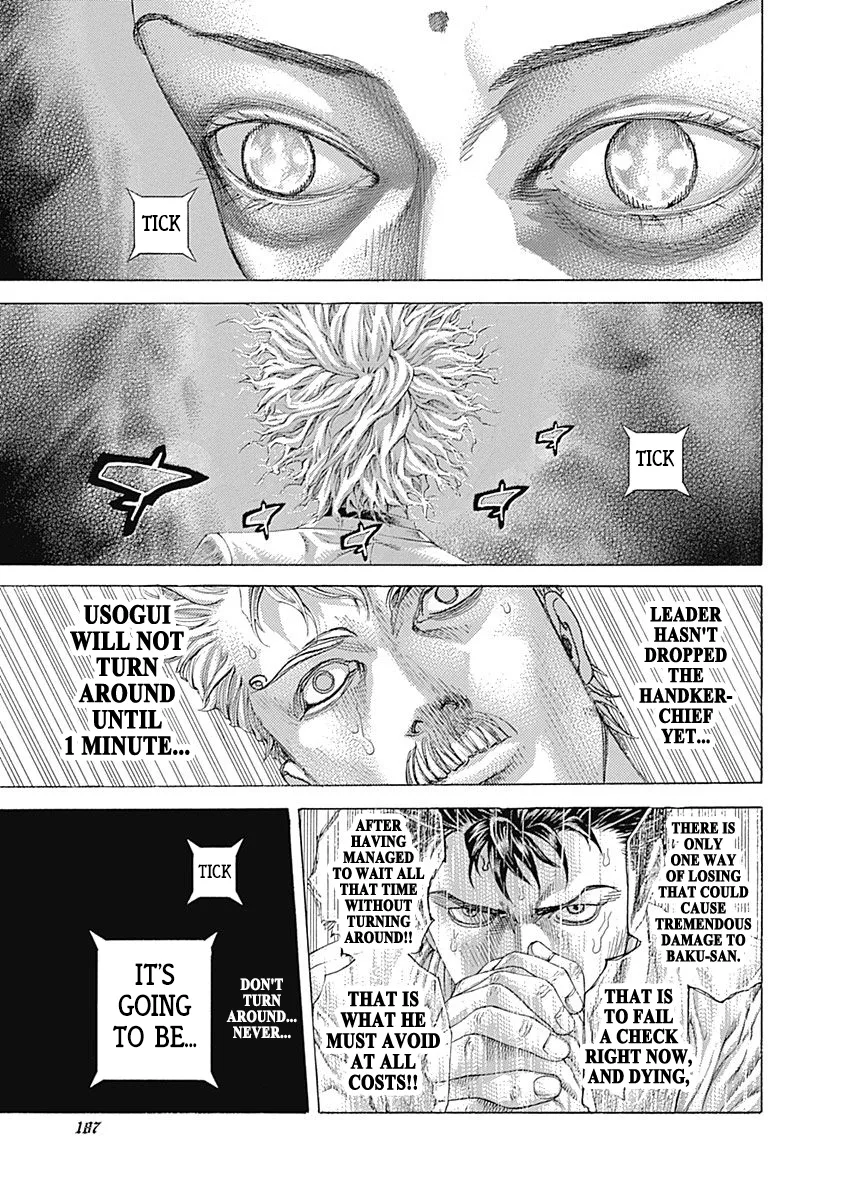 TICK
TICK
LEADER
HASN'T
DROPPED
THE
HANDKER-
CHIEF
YET...
USOGUI
WILL NOT
TURN
AROUND
UNTIL
1 MINUTE...
THERE IS
ONLY
ONE WAY
OF LOSING
THAT COULD
CAUSE
TREMENDOUS
DAMAGE TO
BAKU-SAN.
THAT IS
TO FAIL
A CHECK
RIGHT NOW,
AND DYING,
AFTER
HAVING
MANAGED
TO WAIT ALL
THAT TIME
WITHOUT
TURNING
AROUND!!
THAT IS
WHAT HE
MUST AVOID
AT ALL
COSTS!!
TICK
DON'T
TURN
AROUND...
NEVER...
IT'S
GOING
TO BE...
187